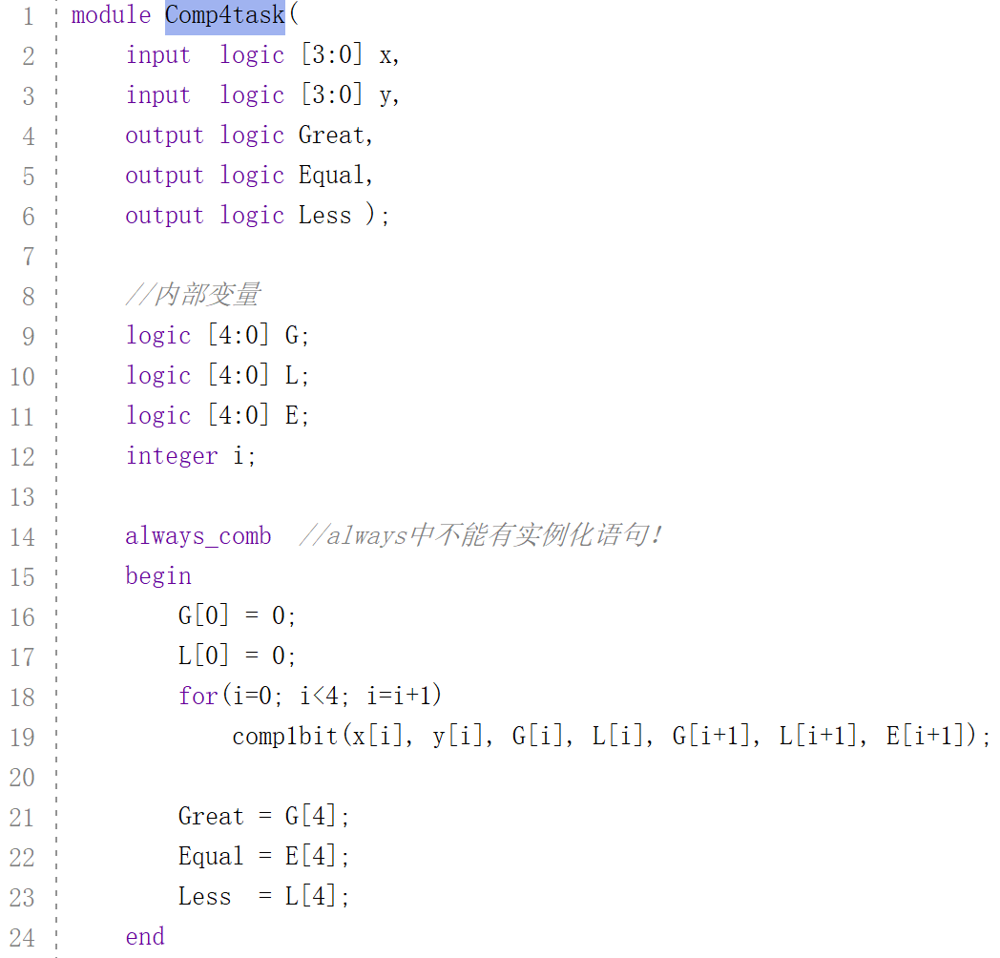 1 module Comp4task(
2 input logic [3:0] x,
3 input logic [3:0] y,
4 output logic Great,
5 output logic Equal,
6 output logic Less );
7
8 //内部变量
9 logic [4:0] G;
10 logic [4:0] L;
11 logic [4:0] E;
12 integer i;
13
14 always_comb //always中不能有实例化语句!
15 begin
16 G[0] = 0;
17 L[0] = 0;
18 for(i=0; i<4; i=i+1)
19 comp1bit(x[i], y[i], G[i], L[i], G[i+1], L[i+1], E[i+1]);
20
21 Great = G[4];
22 Equal = E[4];
23 Less = L[4];
24 end